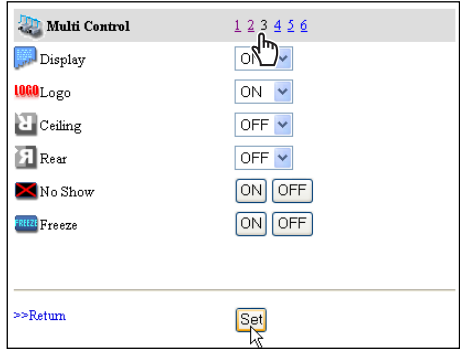 Multi Control 1 2 3 4 5 6
Display ON
LOGO Logo ON
R Ceiling OFF
R Rear OFF
No Show ON OFF
FREEZE Freeze ON OFF
>>Return Set